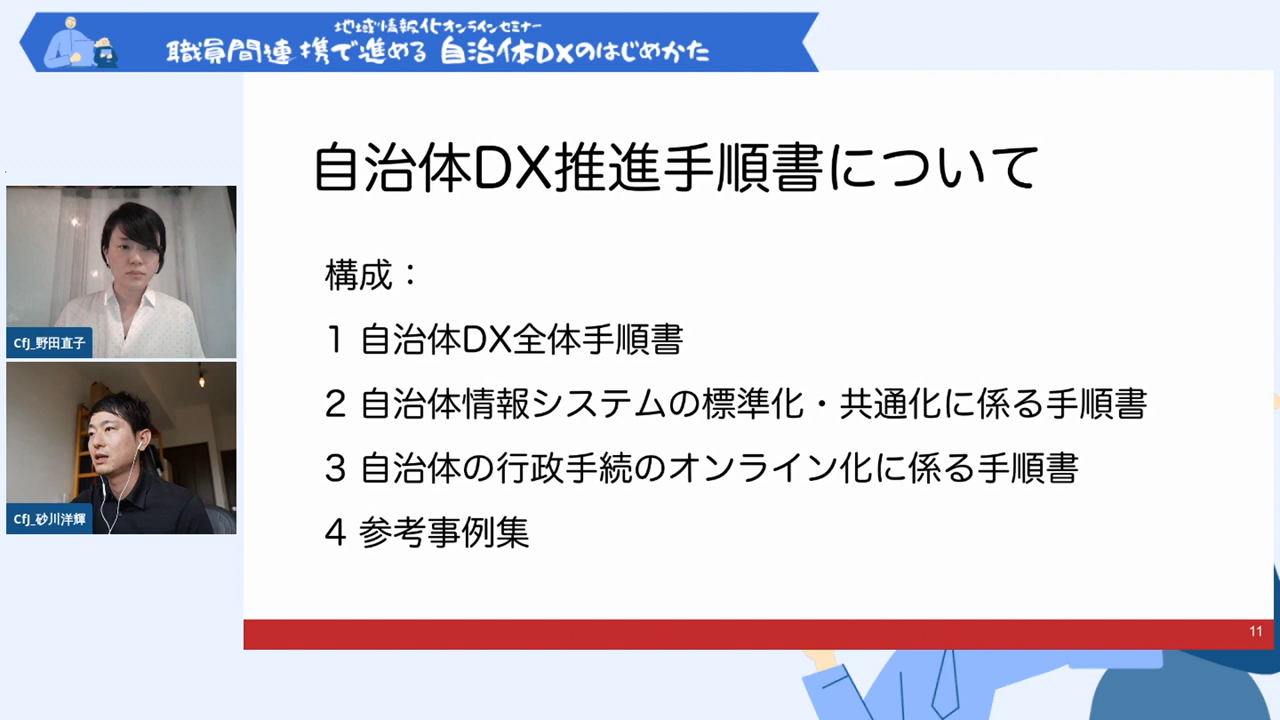 地域情報化オンラインセミナー
職員間連携で進める 自治体DXのはじめかた
自治体DX推進手順書について
構成：
1 自治体DX全体手順書
2 自治体情報システムの標準化・共通化に係る手順書
3 自治体の行政手続のオンライン化に係る手順書
4 参考事例集
CfJ_野田直子
CfJ_砂川洋輝
11